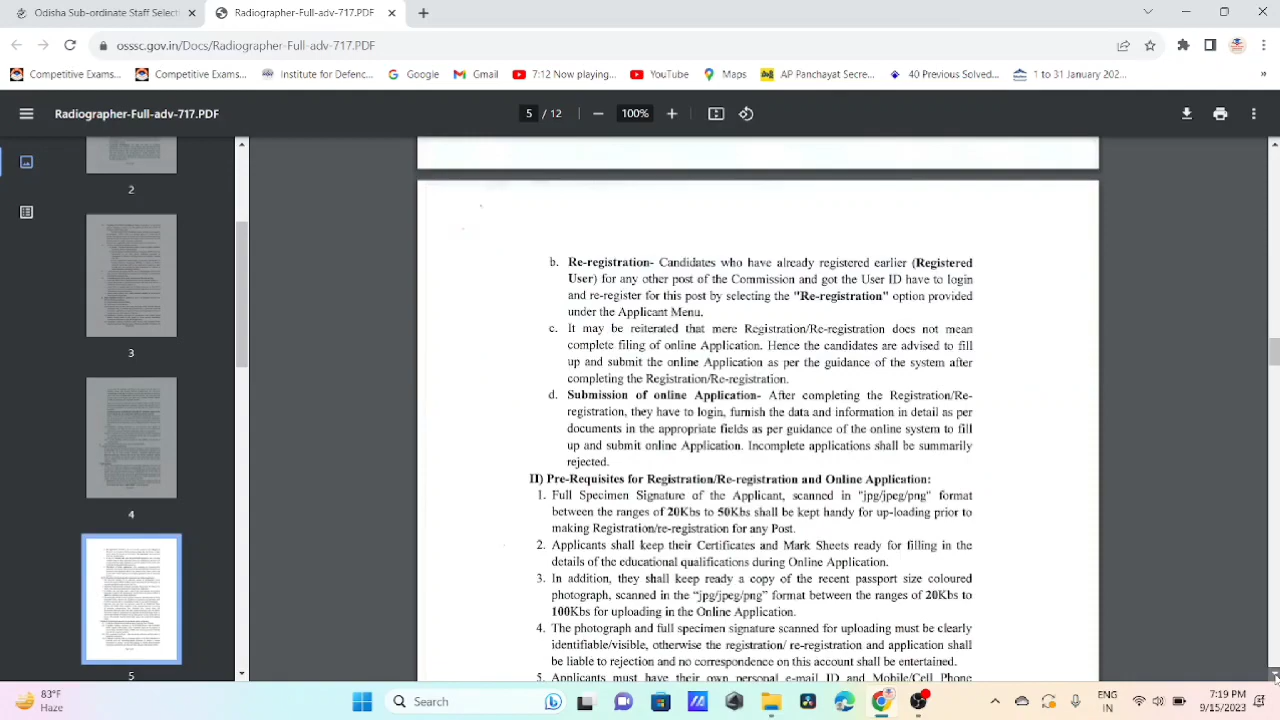 Odisha Sub-ordinate Staff Select
Radiographer-Full-adv-717.PDF
osssc.gov.in/Docs/Radiographer-Full-adv-717.PDF
Competitive Exams...
Competitive Exams...
Institute for Defenc...
Google
Gmail
7:12 Now playing...
YouTube
Maps
AP Panchayat Secre...
40 Previous Solved...
1 to 31 January 202...
»
Radiographer-Full-adv-717.PDF
5 / 12
100%
2
3
4
5
b. Re-registration- Candidates who have already registered earlier (Registered
User) for any other post of the Commission and got the User ID have to login
and re-register for this post by selecting the "Re-registration" option provided
under the Applicant Menu.
c. It may be reiterated that mere Registration/Re-registration does not mean
complete filing of online Application. Hence the candidates are advised to fill
up and submit the online Application as per the guidance of the system after
completing the Registration/Re-registration.
d. Submission of online Application- After completing the Registration/Re-
registration, they have to login, furnish the data and information in detail as per
documents in the appropriate fields as per guidance of the online system to fill
up and submit online Application. Incomplete applications shall be summarily
rejected.
II) Pre-Requisites for Registration/Re-registration and Online Application:
1. Full Specimen Signature of the Applicant, scanned in "jpg/jpeg/png" format
between the ranges of 20Kbs to 50Kbs shall be kept handy for up-loading prior to
making Registration/re-registration for any Post.
2. Applicants shall keep their Certificates and Mark Sheets ready for filling in the
details of the educational qualifications during Online Application.
3. In addition, they shall keep ready a copy of the recent passport size coloured
photograph, scanned in the "jpg/jpeg/png" format between the ranges of 20Kbs to
100Kbs for uploading in the Online Application.
4. The photograph and full specimen signature scanned for uploading must be clearly
identifiable/visible, otherwise the registration/ re-registration and application shall
be liable to rejection and no correspondence on this account shall be entertained.
5. Applicants must have their own personal e-mail ID and Mobile/Cell Phone
83°F
Haze
Search
ENG
IN
7:19 PM
9/15/2023